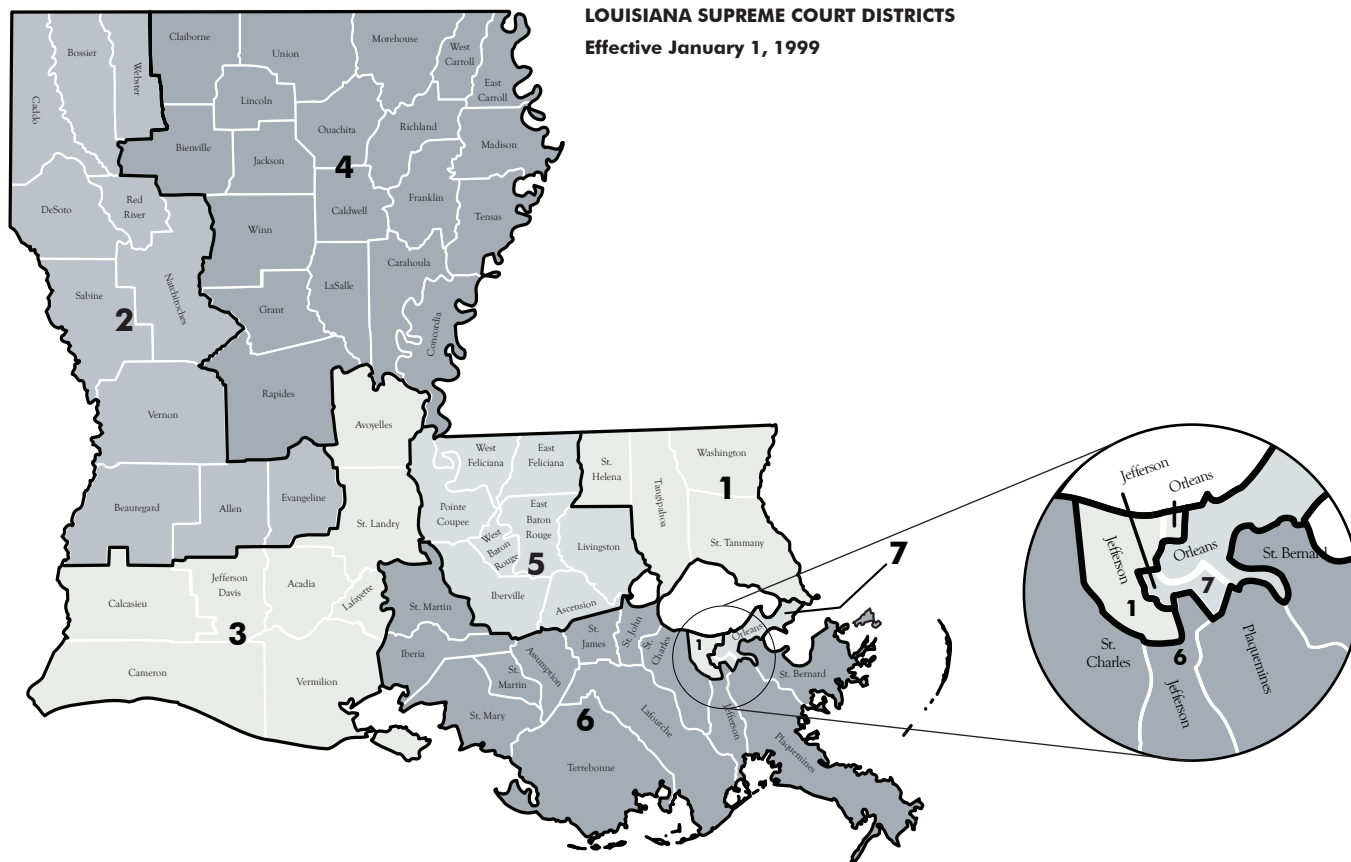 LOUISIANA SUPREME COURT DISTRICTS
Effective January 1, 1999
Caddo
Bossier
Webster
Claiborne
Union
Morehouse
West
Carroll
East
Carroll
Lincoln
Ouachita
Richland
Madison
Bienville
Jackson
4
DeSoto
Red
River
Winn
Caldwell
Franklin
Tensas
Sabine
Natchitoches
2
Grant
LaSalle
Catahoula
Concordia
Vernon
Rapides
Avoyelles
Beauregard
Allen
Evangeline
St. Landry
West
Feliciana
East
Feliciana
St.
Helena
Tangipahoa
Washington
1
St. Tammany
Pointe
Coupee
West
Baton
Rouge
East
Baton
Rouge
5
Livingston
Iberville
Ascension
Calcasieu
Jefferson
Davis
Acadia
Lafayette
3
Cameron
Vermilion
St. Martin
Iberia
St.
Martin
St. Mary
Assumption
St.
James
St. John
St.
Charles
6
Terrebonne
Lafourche
Jefferson
Plaquemines
St. Bernard
Orleans
1
7
Jefferson
Orleans
Jefferson
1
Orleans
7
St. Bernard
St.
Charles
6
Jefferson
Plaquemines